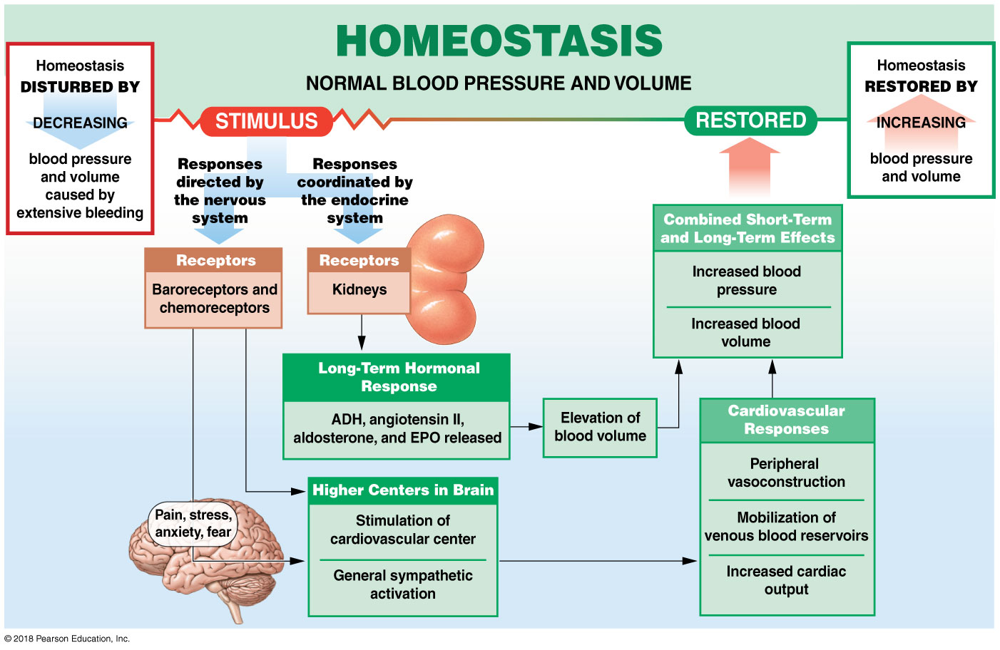 HOMEOSTASIS
NORMAL BLOOD PRESSURE AND VOLUME
Homeostasis
DISTURBED BY
DECREASING
blood pressure
and volume
caused by
extensive bleeding
STIMULUS
RESTORED
Homeostasis
RESTORED BY
INCREASING
blood pressure
and volume
Responses
directed by
the nervous
system
Responses
coordinated by
the endocrine
system
Receptors
Baroreceptors and
chemoreceptors
Receptors
Kidneys
Combined Short-Term
and Long-Term Effects
Increased blood
pressure
Increased blood
volume
Long-Term Hormonal
Response
ADH, angiotensin II,
aldosterone, and EPO released
Elevation of
blood volume
Cardiovascular
Responses
Peripheral
vasoconstruction
Mobilization of
venous blood reservoirs
Increased cardiac
output
Pain, stress,
anxiety, fear
Higher Centers in Brain
Stimulation of
cardiovascular center
General sympathetic
activation
© 2018 Pearson Education, Inc.